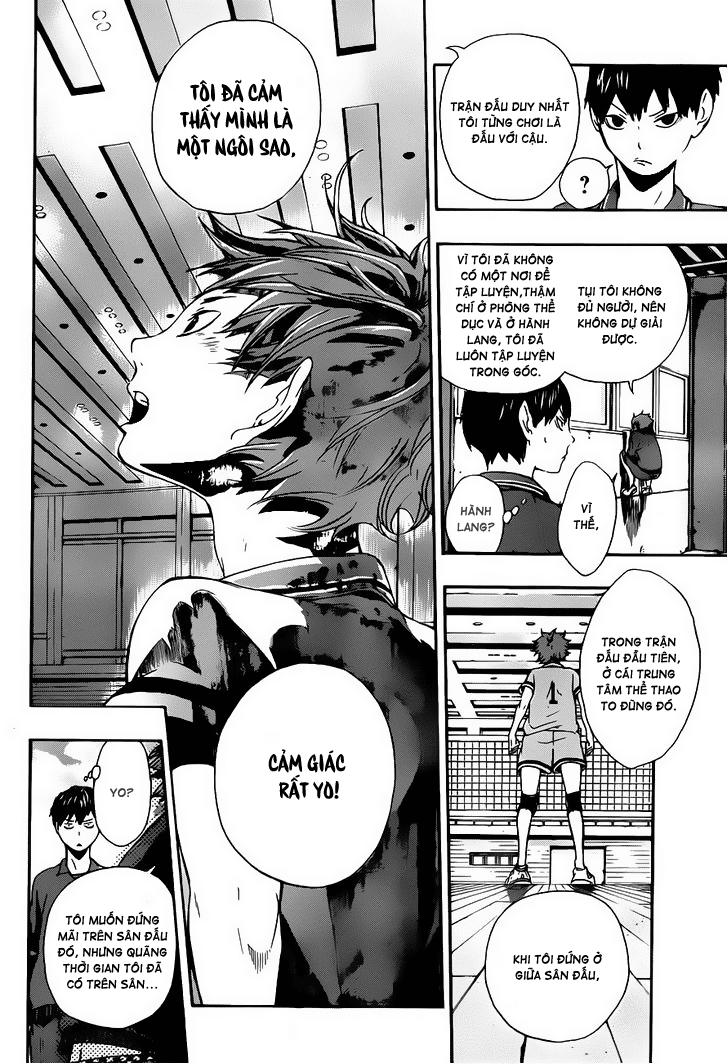 TRẬN ĐẤU DUY NHẤT
TÔI TỪNG CHƠI LÀ
ĐẤU VỚI CẬU.
?
TỤI TÔI KHÔNG
ĐỦ NGƯỜI, NÊN
KHÔNG DỰ GIẢI
ĐƯỢC.
VÌ TÔI ĐÃ KHÔNG
CÓ MỘT NƠI ĐỂ
TẬP LUYỆN,THẬM
CHÍ Ở PHÒNG THỂ
DỤC VÀ Ở HÀNH
LANG, TÔI ĐÃ
LUÔN TẬP LUYỆN
TRONG GÓC.
VÌ
THẾ,
HÀNH
LANG?
TRONG TRẬN
ĐẤU ĐẦU TIÊN,
Ở CÁI TRUNG
TÂM THỂ THAO
TO ĐÙNG ĐÓ.
1
KHI TÔI ĐỨNG Ở
GIỮA SÂN ĐẤU,
TÔI ĐÃ CẢM
THẤY MÌNH LÀ
MỘT NGÔI SAO,
CẢM GIÁC
RẤT YO!
YO?
TÔI MUỐN ĐỨNG
MÃI TRÊN SÂN ĐẤU
ĐÓ, NHƯNG QUÃNG
THỜI GIAN TÔI ĐÃ
CÓ TRÊN SÂN...